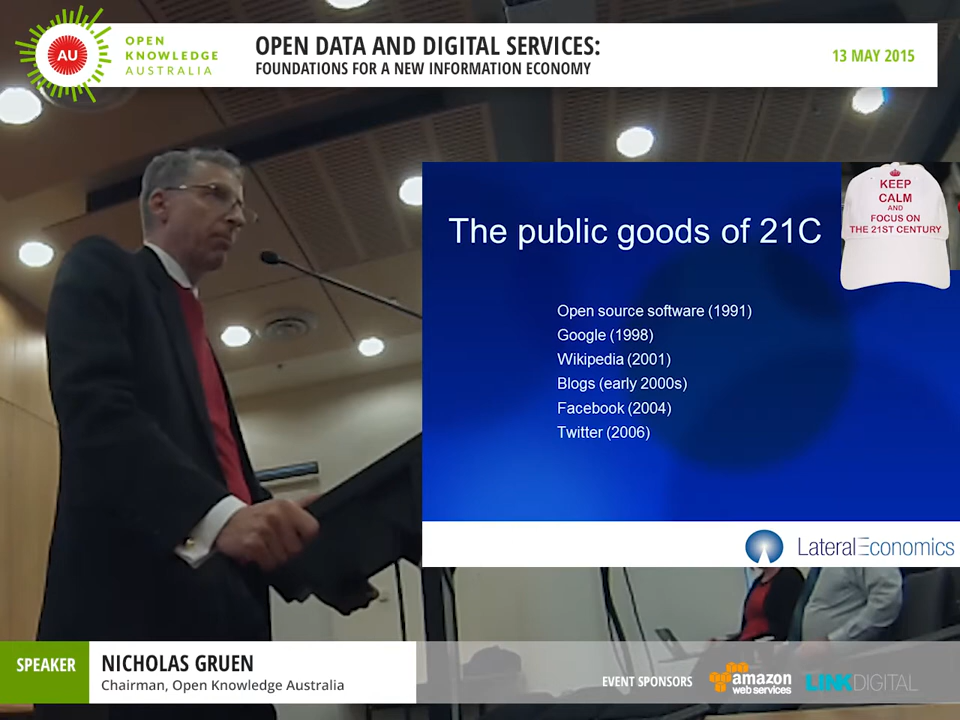 OPEN
KNOWLEDGE
AUSTRALIA
AU
OPEN DATA AND DIGITAL SERVICES:
FOUNDATIONS FOR A NEW INFORMATION ECONOMY
13 MAY 2015
The public goods of 21C
KEEP
CALM
AND
FOCUS ON
THE 21ST CENTURY
Open source software (1991)
Google (1998)
Wikipedia (2001)
Blogs (early 2000s)
Facebook (2004)
Twitter (2006)
LateralEconomics
SPEAKER
NICHOLAS GRUEN
Chairman, Open Knowledge Australia
EVENT SPONSORS
amazon
web services
LINKDIGITAL